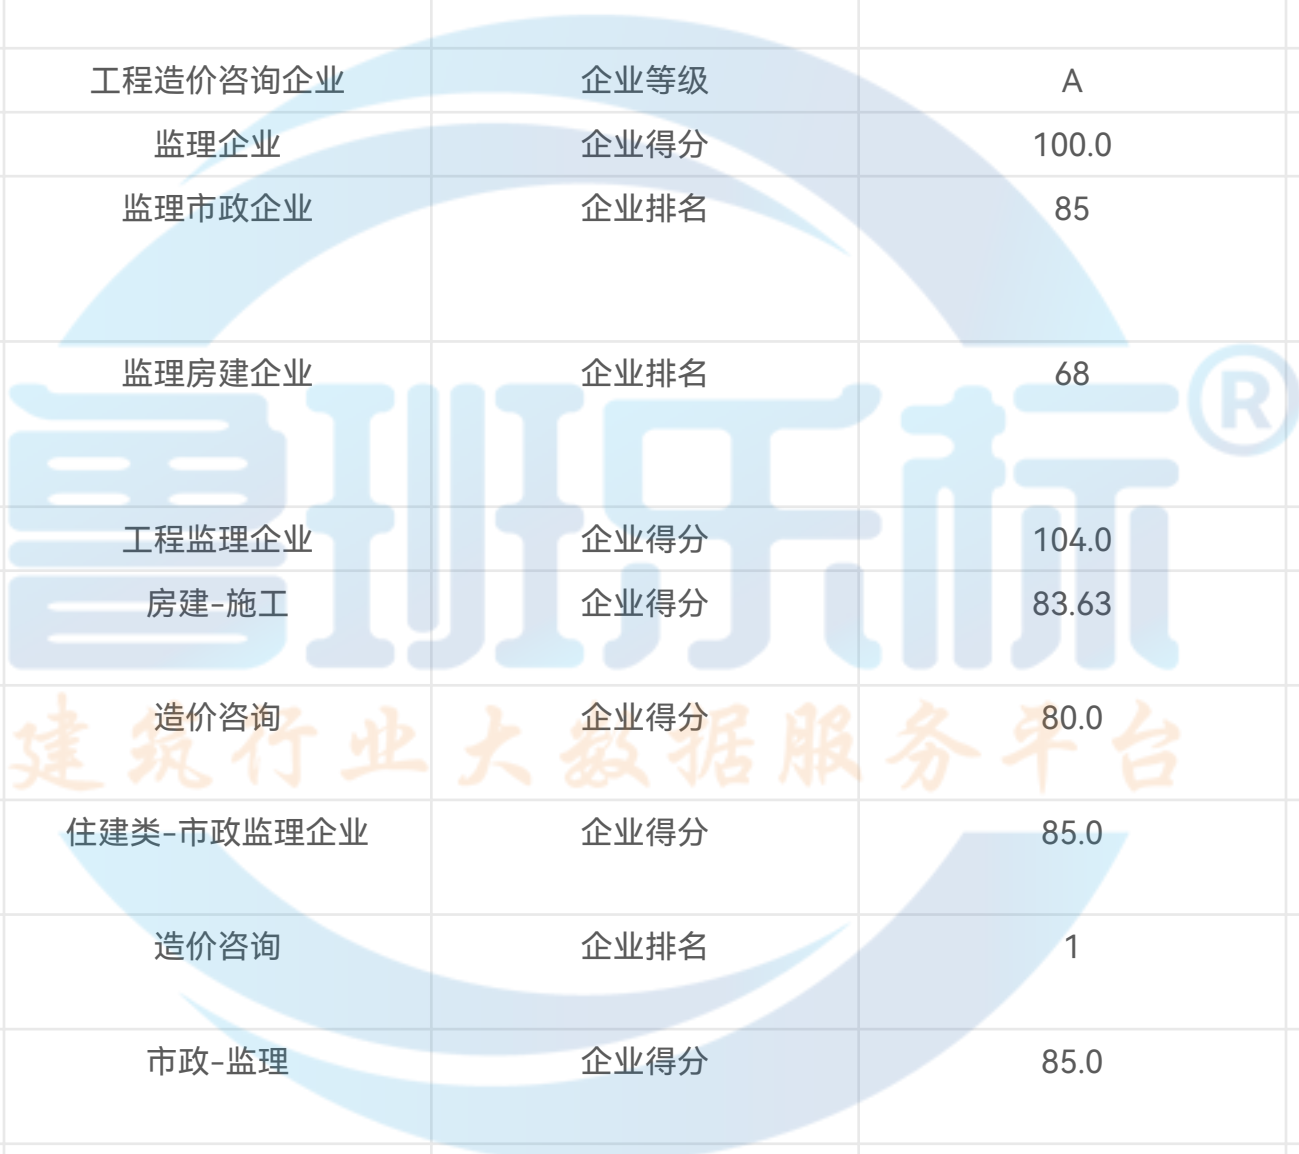 工程造价咨询企业 企业等级 A
监理企业 企业得分 100.0
监理市政企业 企业排名 85
监理房建企业 企业排名 68
鲁班乐标®
工程监理企业 企业得分 104.0
房建-施工 企业得分 83.63
造价咨询 企业得分 80.0
建筑行业大数据服务平台
住建类-市政监理企业 企业得分 85.0
造价咨询 企业排名 1
市政-监理 企业得分 85.0